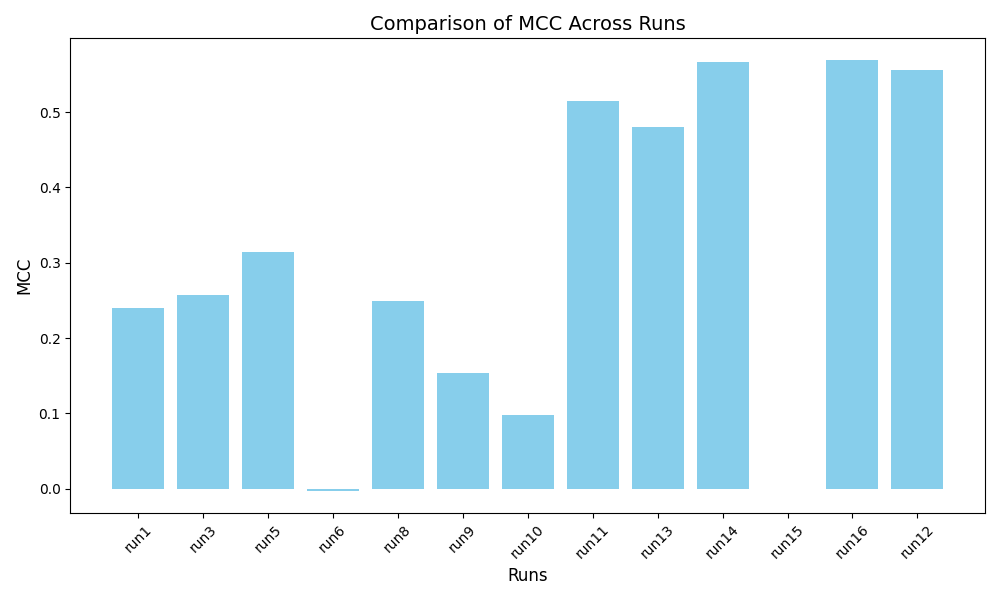 Comparison of MCC Across Runs
0.5
0.4
0.3
0.2
0.1
0.0
MCC
run1 run3 run5 run6 run8 run9 run10 run11 run13 run14 run15 run16 run12
Runs